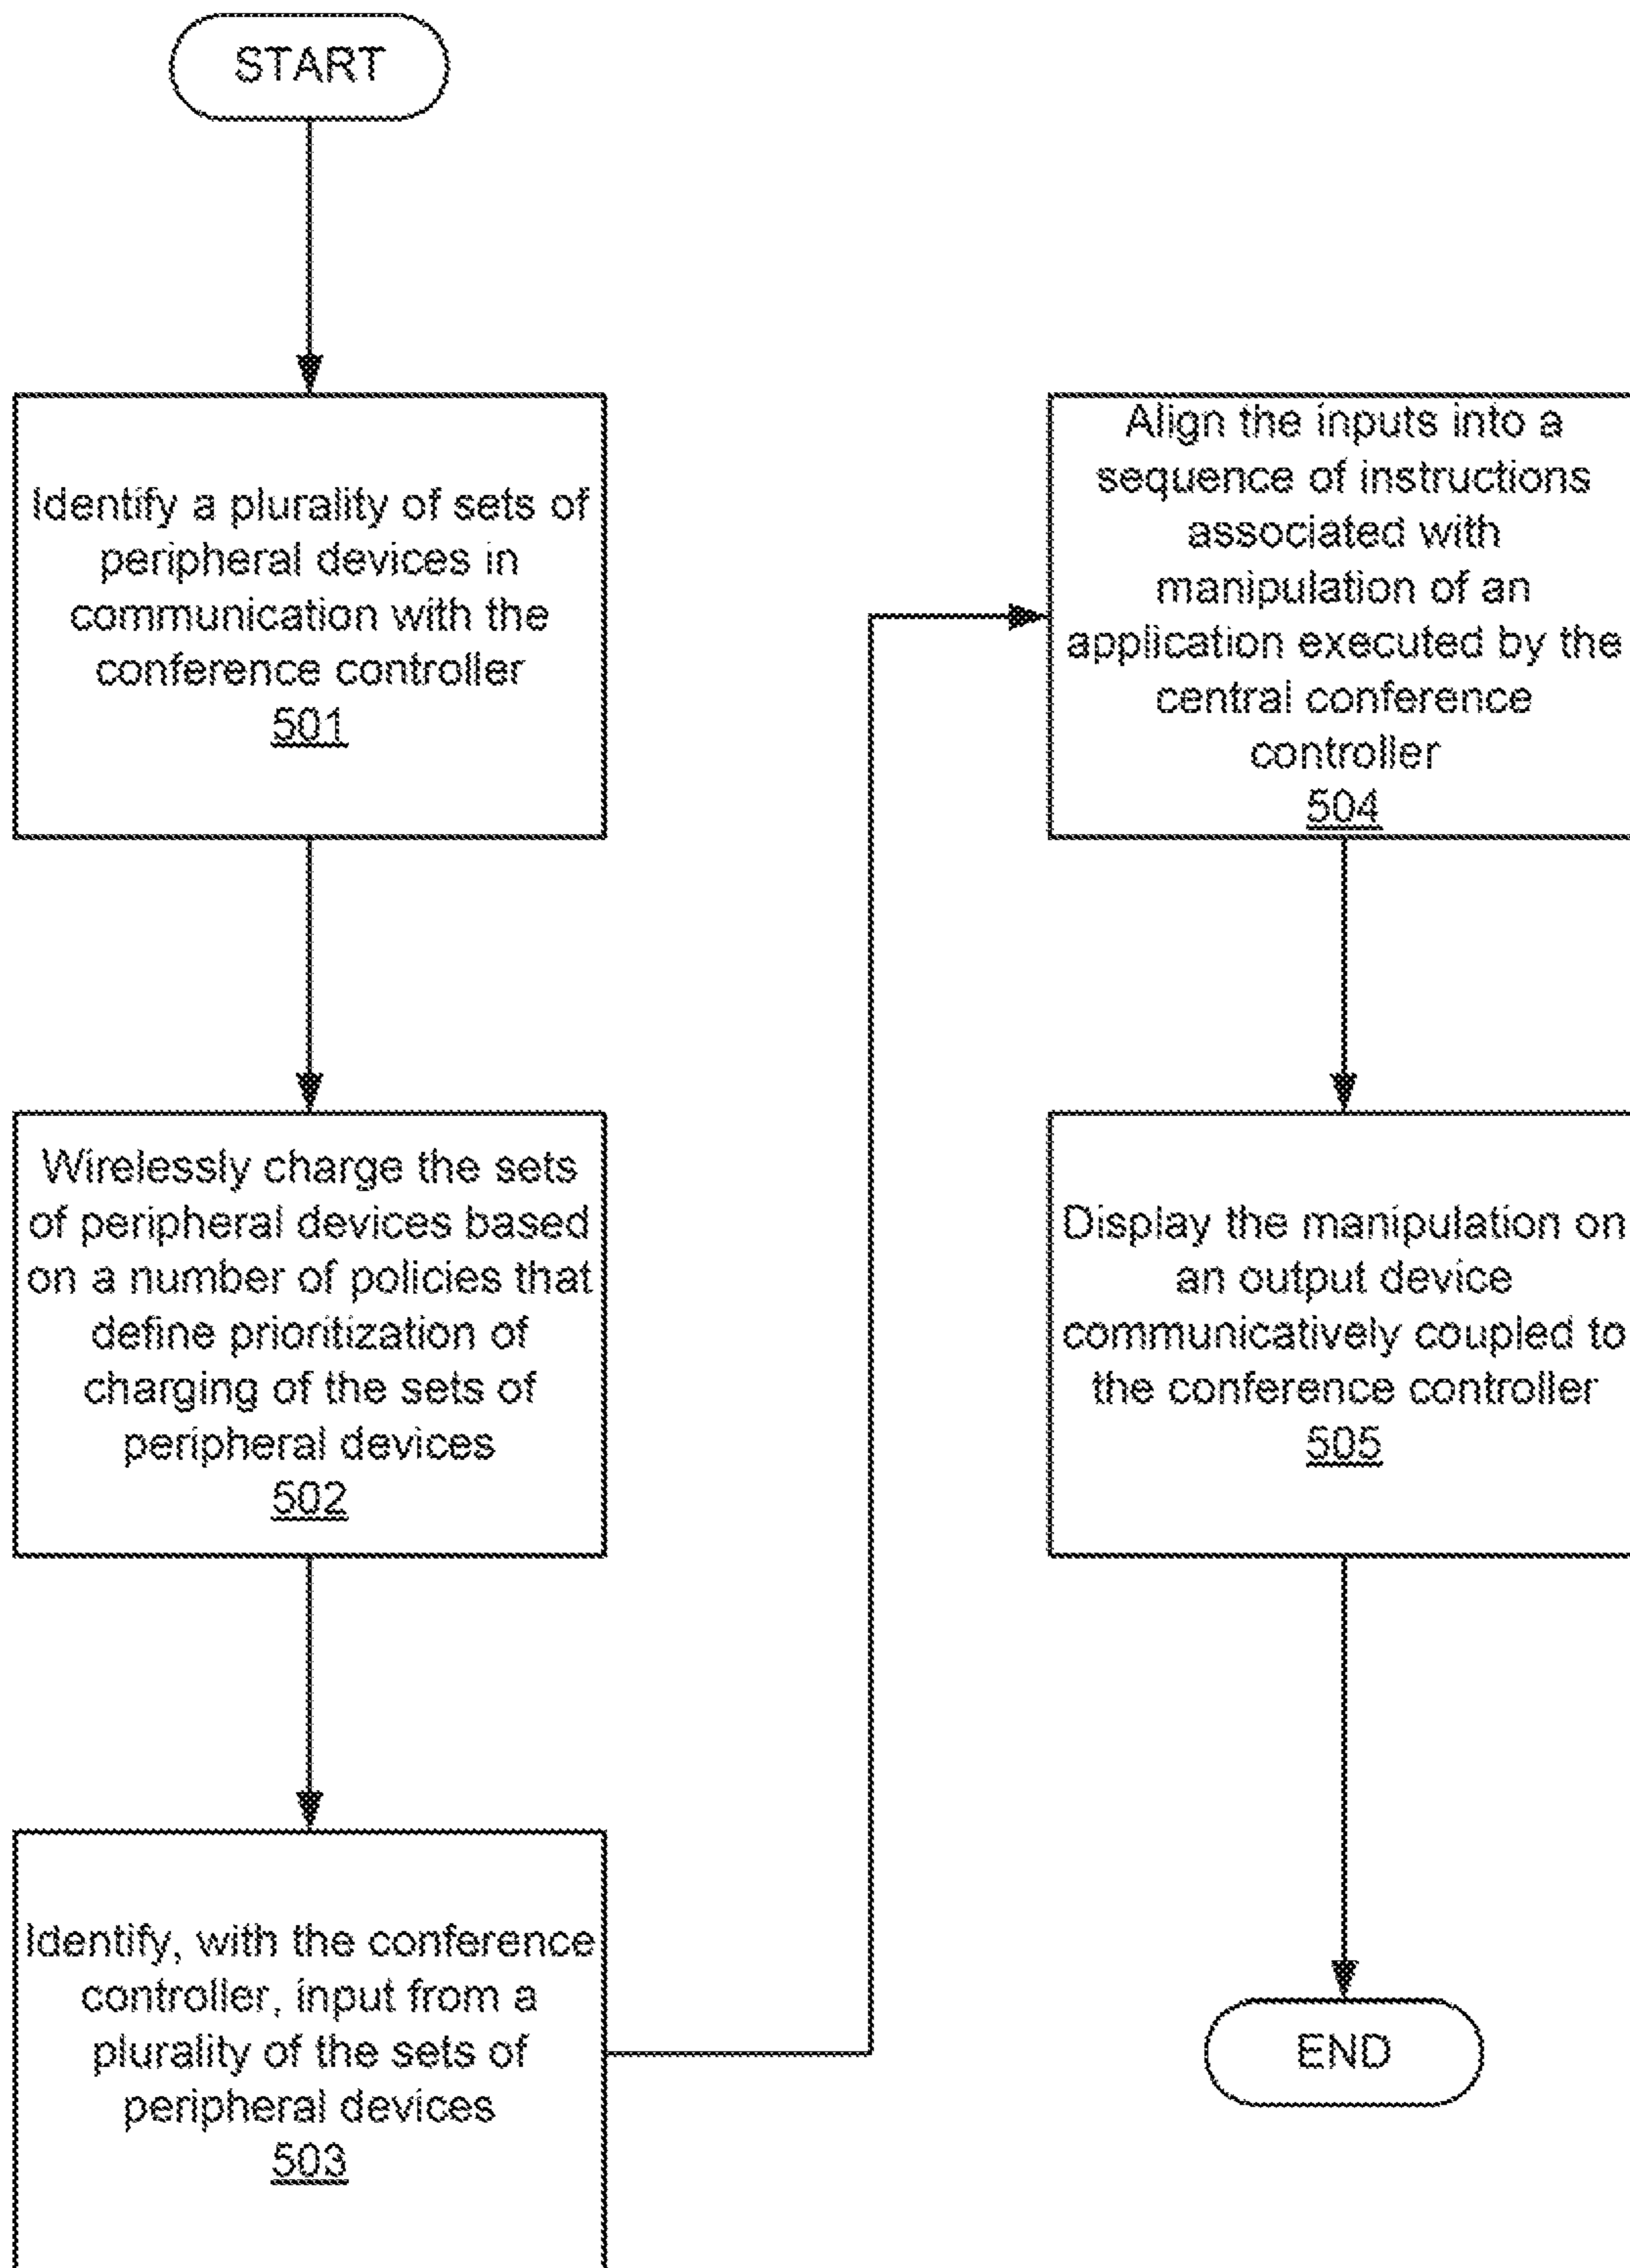 START
Identify a plurality of sets of
peripheral devices in
communication with the
conference controller
501
Wirelessly charge the sets
of peripheral devices based
on a number of policies that
define prioritization of
charging of the sets of
peripheral devices
502
Identify, with the conference
controller, input from a
plurality of the sets of
peripheral devices
503
Align the inputs into a
sequence of instructions
associated with
manipulation of an
application executed by the
central conference
controller
504
Display the manipulation on
an output device
communicatively coupled to
the conference controller
505
END